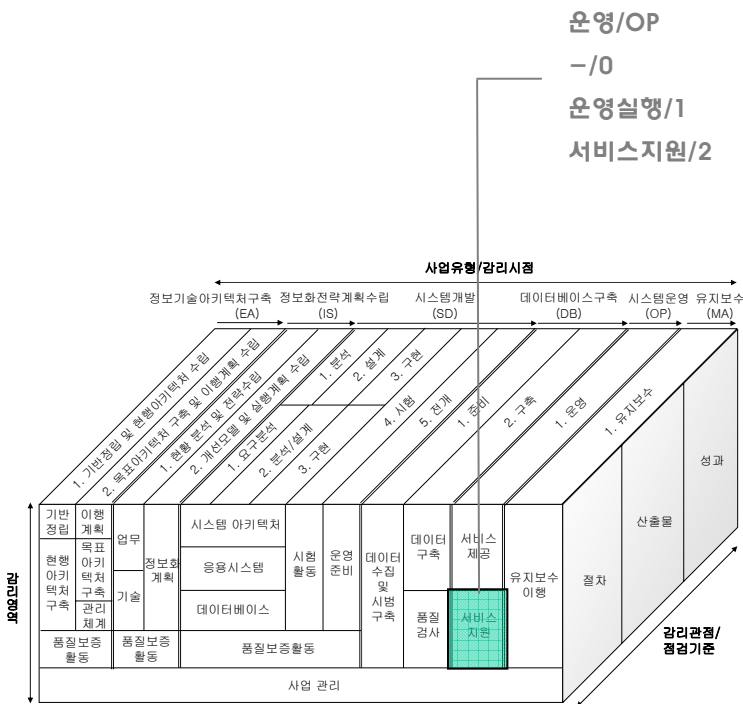 운영/OP
–/0
운영실행/1
서비스지원/2
사업유형/감리시점
정보기술아키텍처구축
(EA)
정보화전략계획수립
(IS)
시스템개발
(SD)
데이터베이스구축
(DB)
시스템운영
(OP)
유지보수
(MA)
1. 기반정립 및 현행아키텍처 수립
2. 목표아키텍처 구축 및 이행계획 수립
1. 현황 분석 및 전략수립
2. 개선모델 및 실행계획 수립
1. 분석
2. 설계
3. 구현
1. 요구분석
2. 분석/설계
3. 구현
4. 시험
5. 전개
1. 준비
2. 구축
1. 운영
1. 유지보수
감리영역
기반
정립
이행
계획
현행
아키
텍처
구축
목표
아키
텍처
구축
관리
체계
품질보증
활동
업무
기술
정보화
계획
품질보증
활동
시스템 아키텍처
응용시스템
데이터베이스
시험
활동
운영
준비
품질보증활동
데이터
수집
및
시범
구축
데이터
구축
품질
검사
서비스
제공
서비스
지원
유지보수
이행
사업 관리
절차
산출물
성과
감리관점/
점검기준